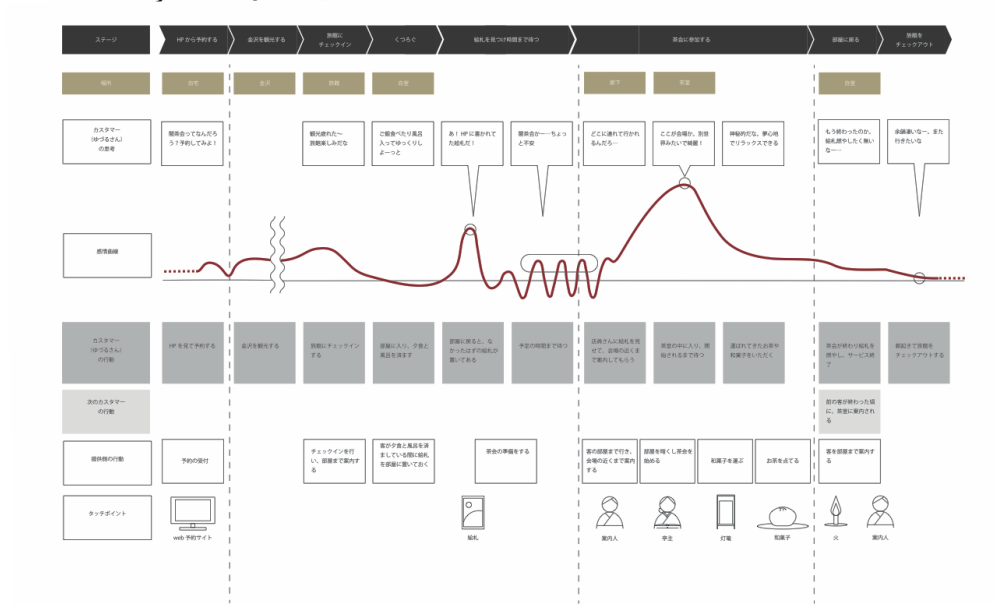 ステージ
HPから予約する
金沢を観光する
旅館に
チェックイン
くつろぐ
絵札を見つけ時間まで待つ
茶会に参加する
部屋に戻る
旅館を
チェックアウト
場所
自宅
金沢
旅館
客室
廊下
茶室
客室
カスタマー
(ゆづるさん)
の思考
闇茶会ってなんだろ
う？予約してみよ！
観光疲れた〜
旅館楽しみだな
ご飯食べたり風呂
入ってゆっくりし
よーっと
あ！HPに書かれて
た絵札だ！
闇茶会かー…ちょっ
と不安
どこに連れて行かれ
るんだろ…
ここが会場か。別世
界みたいで綺麗！
神秘的だな。夢心地
でリラックスできる
もう終わったのか。
絵札燃やしたく無い
なー…
余韻凄いなー、また
行きたいな
感情曲線
カスタマー
(ゆづるさん)
の行動
HPを見て予約する
金沢を観光する
旅館にチェックイン
する
部屋に入り、夕食と
風呂を済ます
部屋に戻ると、な
かったはずの絵札が
置いてある
予定の時間まで待つ
店員さんに絵札を見
せて、会場の近くま
で案内してもらう
茶室の中に入り、開
始されるまで待つ
運ばれてきたお茶や
和菓子をいただく
茶会が終わり絵札を
燃やし、サービス終
了
朝起きて旅館を
チェックアウトする
次のカスタマー
の行動
前の客が終わった頃
に、茶室に案内され
る
提供側の行動
予約の受付
チェックインを行
い、部屋まで案内す
る
客が夕食と風呂を済
ましている間に絵札
を部屋に置いておく
茶会の準備をする
客の部屋まで行き、
会場の近くまで案内
する
部屋を暗くし茶会を
始める
和菓子を運ぶ
お茶を点てる
客を部屋まで案内す
る
タッチポイント
web予約サイト
絵札
案内人
亭主
灯篭
和菓子
火
案内人